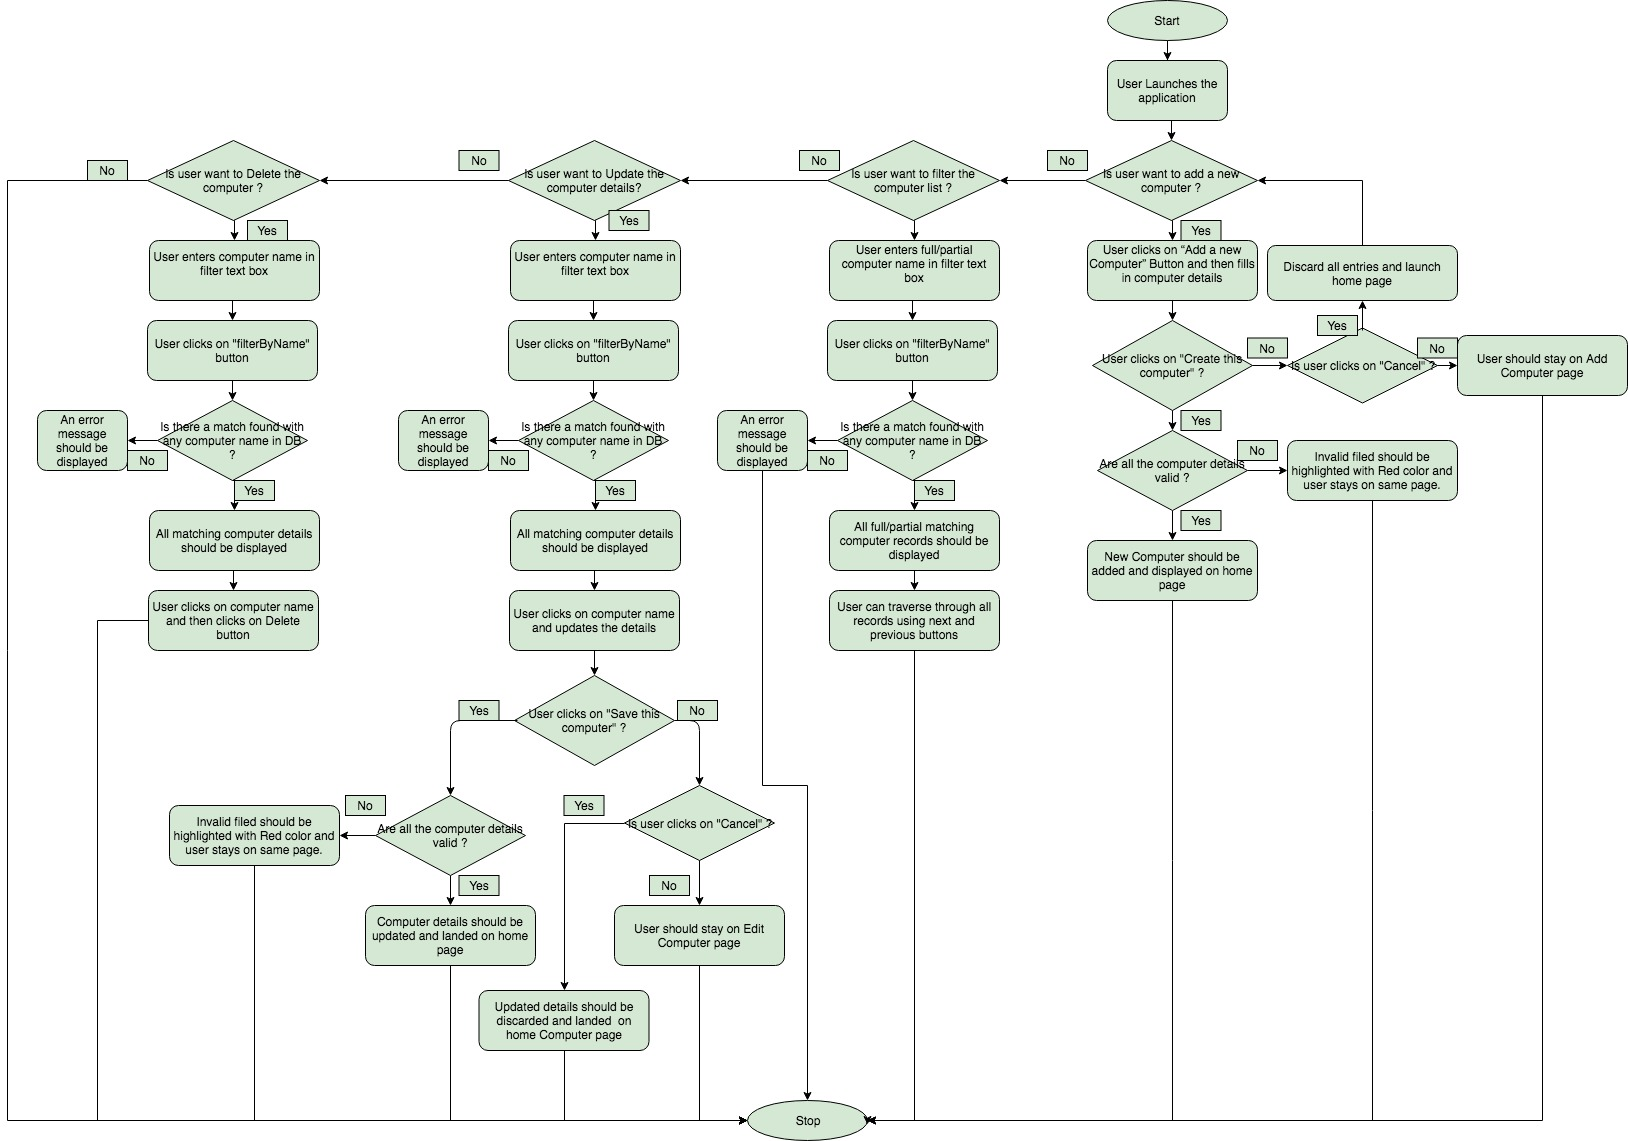 Start
User Launches the
application
No
Is user want to Delete the
computer ?
No
Is user want to Update the
computer details?
No
Is user want to filter the
computer list ?
No
Is user want to add a new
computer ?
Yes
Yes
Yes
User enters computer name in
filter text box
User enters computer name in
filter text box
User enters full/partial
computer name in filter text
box
User clicks on “Add a new
Computer” Button and then fills
in computer details
Discard all entries and launch
home page
User clicks on "filterByName"
button
User clicks on "filterByName"
button
User clicks on "filterByName"
button
User clicks on "Create this
computer" ?
No
Yes
Is user clicks on "Cancel" ?
No
User should stay on Add
Computer page
An error
message
should be
displayed
No
Is there a match found with
any computer name in DB
?
An error
message
should be
displayed
No
Is there a match found with
any computer name in DB
?
An error
message
should be
displayed
No
Is there a match found with
any computer name in DB
?
Yes
Are all the computer details
valid ?
No
Invalid filed should be
highlighted with Red color and
user stays on same page.
Yes
Yes
Yes
Yes
All matching computer details
should be displayed
All matching computer details
should be displayed
All full/partial matching
computer records should be
displayed
New Computer should be
added and displayed on home
page
User clicks on computer name
and then clicks on Delete
button
User clicks on computer name
and updates the details
User can traverse through all
records using next and
previous buttons
Yes
User clicks on "Save this
computer" ?
No
No
Invalid filed should be
highlighted with Red color and
user stays on same page.
Are all the computer details
valid ?
Yes
Is user clicks on "Cancel" ?
Yes
No
Computer details should be
updated and landed on home
page
User should stay on Edit
Computer page
Updated details should be
discarded and landed  on
home Computer page
Stop